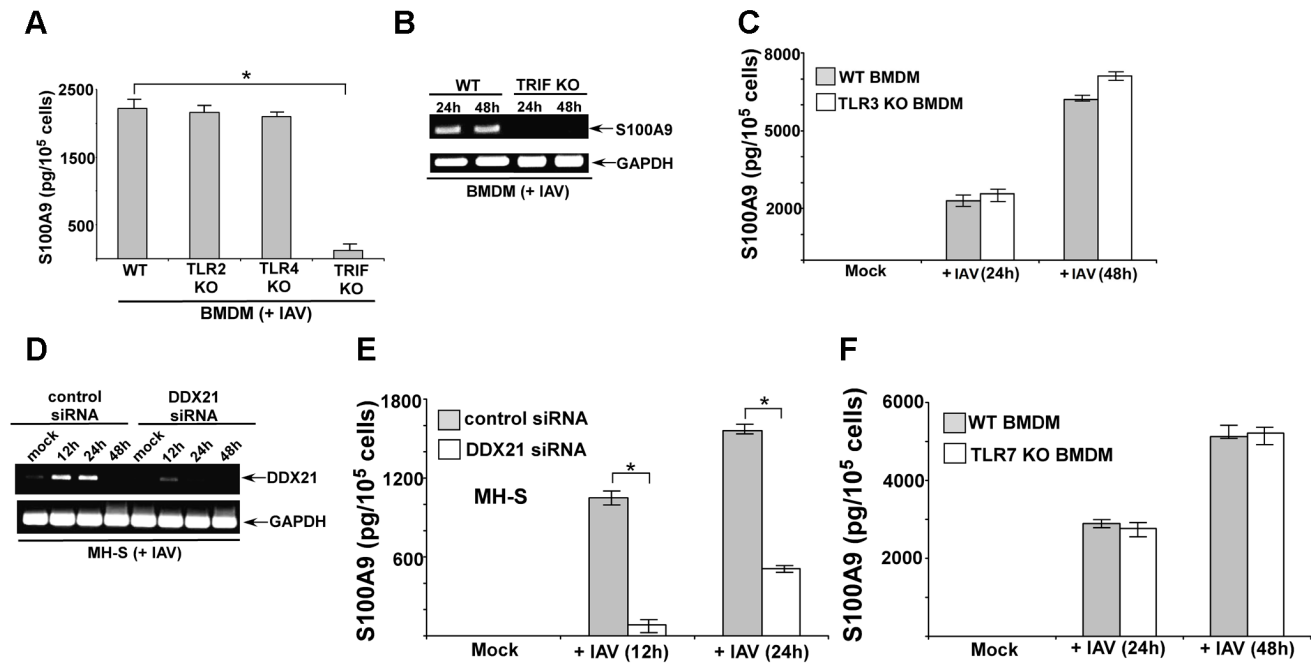 A
S100A9 (pg/10⁵ cells)
*
2500
1500
500
WT
TLR2 KO
TLR4 KO
TRIF KO
BMDM (+ IAV)
B
WT TRIF KO
24h 48h 24h 48h
S100A9
GAPDH
BMDM (+ IAV)
C
S100A9 (pg/10⁵ cells)
8000
5000
2000
WT BMDM
TLR3 KO BMDM
Mock + IAV (24h) + IAV (48h)
D
control siRNA
DDX21 siRNA
mock 12h 24h 48h mock 12h 24h 48h
DDX21
GAPDH
MH-S (+ IAV)
E
S100A9 (pg/10⁵ cells)
1800
1200
600
control siRNA
DDX21 siRNA
MH-S
*
*
Mock + IAV (12h) + IAV (24h)
F
S100A9 (pg/10⁵ cells)
6000
4000
2000
WT BMDM
TLR7 KO BMDM
Mock + IAV (24h) + IAV (48h)